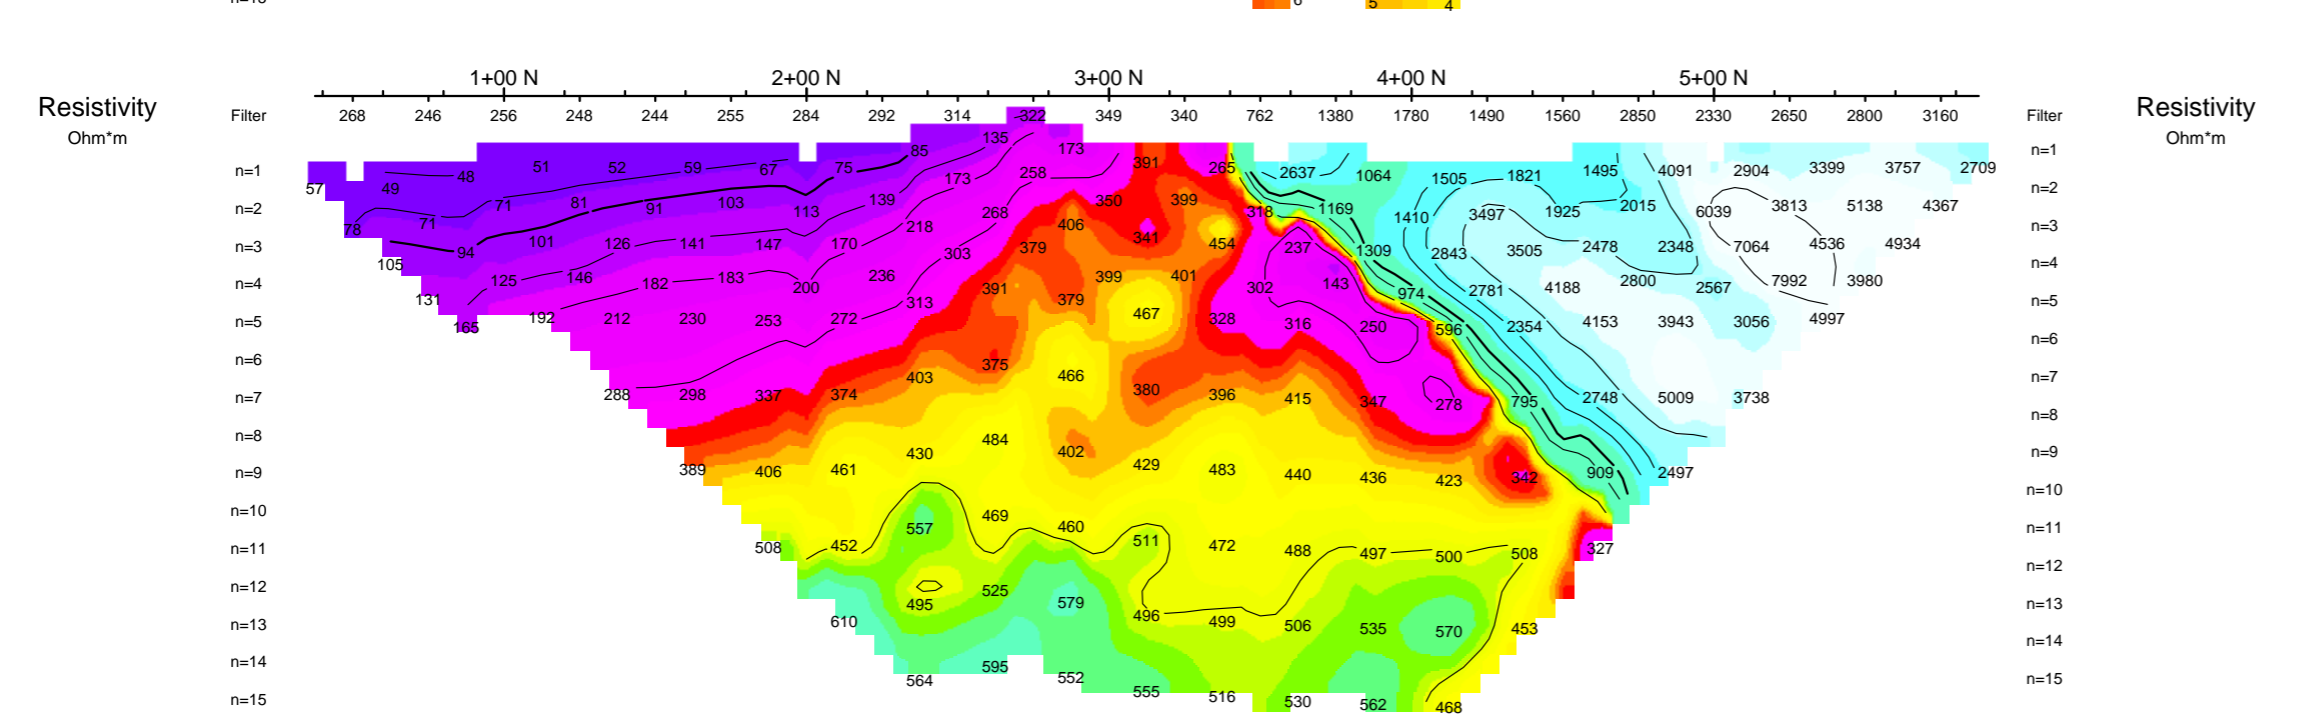 6 5 4
1+00 N 2+00 N 3+00 N 4+00 N 5+00 N
Resistivity Resistivity
Ohm*m Ohm*m
Filter 268 246 256 248 244 255 284 292 314 322 349 340 762 1380 1780 1490 1560 2850 2330 2650 2800 3160 Filter
n=1 57 49 48 51 52 59 67 75 85 135 173 391 265 2637 1064 1505 1821 1495 4091 2904 3399 3757 2709 n=1
n=2 78 71 71 81 91 103 113 139 173 258 350 399 318 1169 1410 3497 1925 2015 6039 3813 5138 4367 n=2
n=3 105 94 101 126 141 147 170 218 268 406 341 454 237 1309 2843 3505 2478 2348 7064 4536 4934 n=3
n=4 131 125 146 182 183 200 236 303 379 399 401 302 143 974 2781 4188 2800 2567 7992 3980 n=4
n=5 165 192 212 230 253 272 313 391 379 467 328 316 250 596 2354 4153 3943 3056 4997 n=5
n=6 n=6
n=7 288 298 337 374 403 375 466 380 396 415 347 278 795 2748 5009 3738 n=7
n=8 n=8
n=9 389 406 461 430 484 402 429 483 440 436 423 342 909 2497 n=9
n=10 n=10
n=11 508 452 557 469 460 511 472 488 497 500 508 327 n=11
n=12 n=12
n=13 610 495 525 579 496 499 506 535 570 453 n=13
n=14 n=14
n=15 564 595 552 555 516 530 562 468 n=15